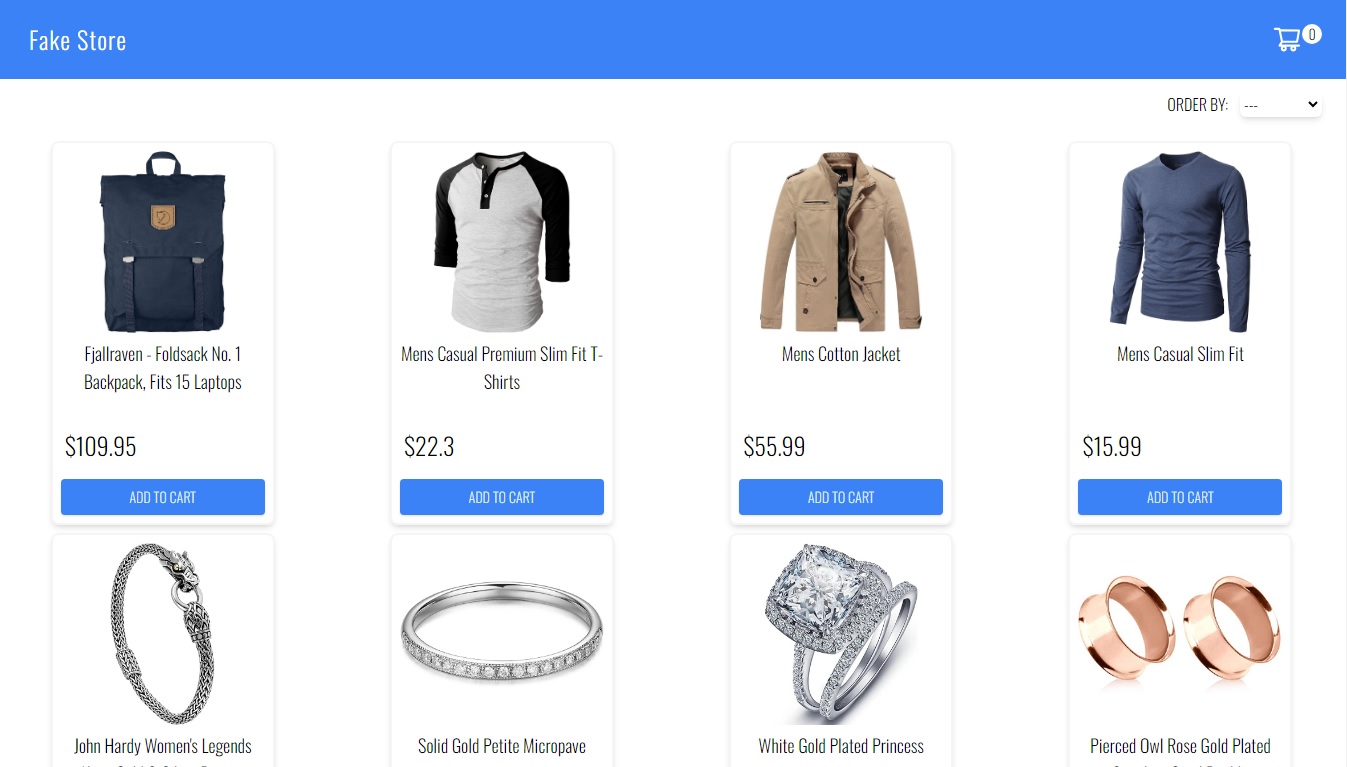 Fake Store
0
ORDER BY:
---
Fjallraven - Foldsack No. 1
Backpack, Fits 15 Laptops
$109.95
ADD TO CART
Mens Casual Premium Slim Fit T-
Shirts
$22.3
ADD TO CART
Mens Cotton Jacket
$55.99
ADD TO CART
Mens Casual Slim Fit
$15.99
ADD TO CART
John Hardy Women's Legends
Solid Gold Petite Micropave
White Gold Plated Princess
Pierced Owl Rose Gold Plated